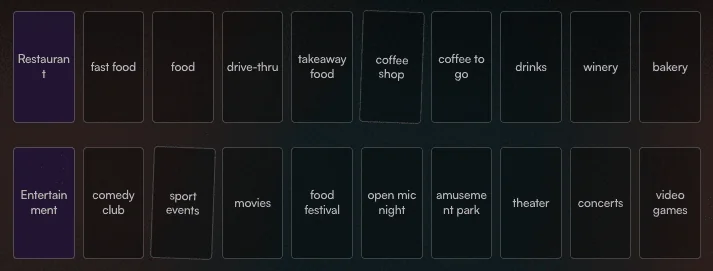 Restauran
t
fast food
food
drive-thru
takeaway
food
coffee
shop
coffee to
go
drinks
winery
bakery
Entertain
ment
comedy
club
sport
events
movies
food
festival
open mic
night
amuseme
nt park
theater
concerts
video
games